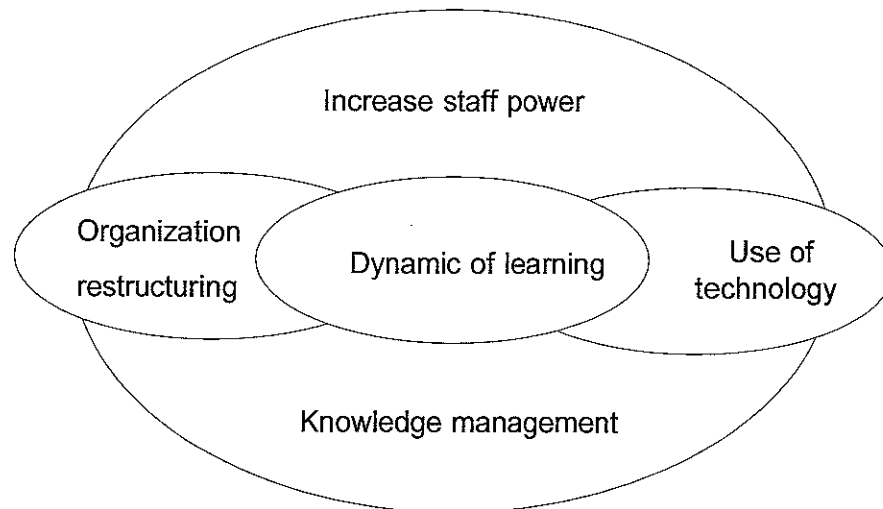 Increase staff power
Organization
restructuring
Dynamic of learning
Use of
technology
Knowledge management